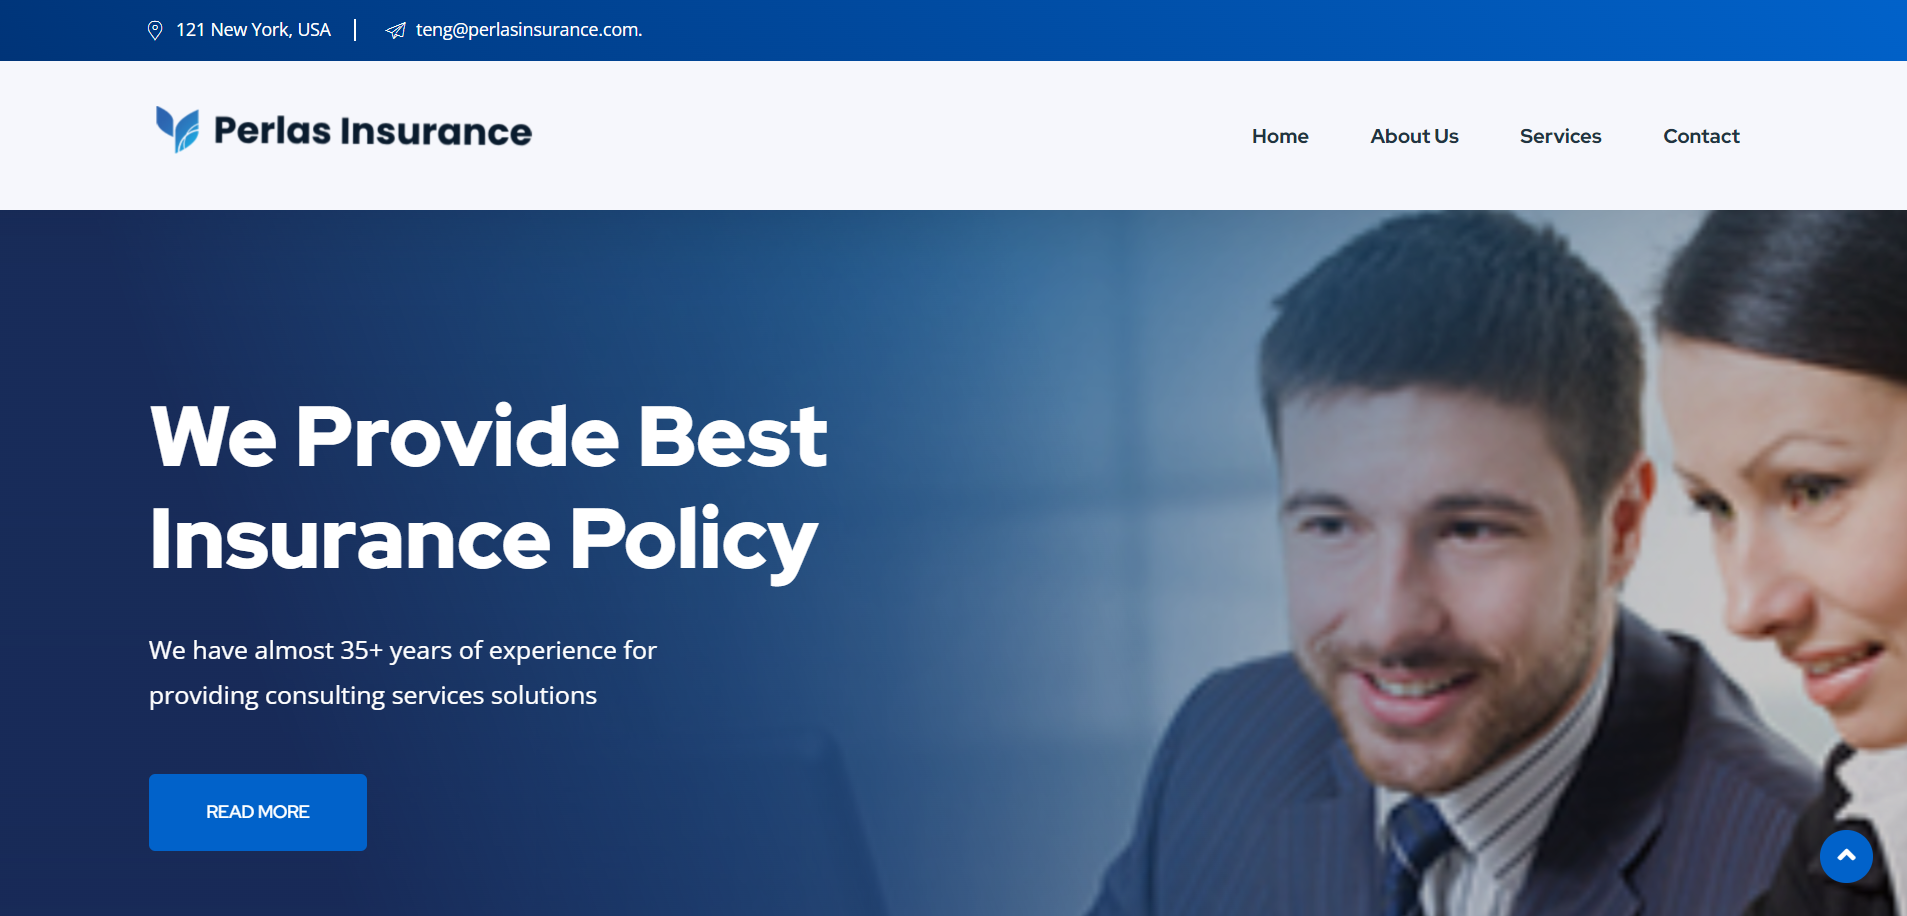 121 New York, USA
teng@perlasinsurance.com.
Perlas Insurance
Home
About Us
Services
Contact
We Provide Best
Insurance Policy
We have almost 35+ years of experience for
providing consulting services solutions
READ MORE